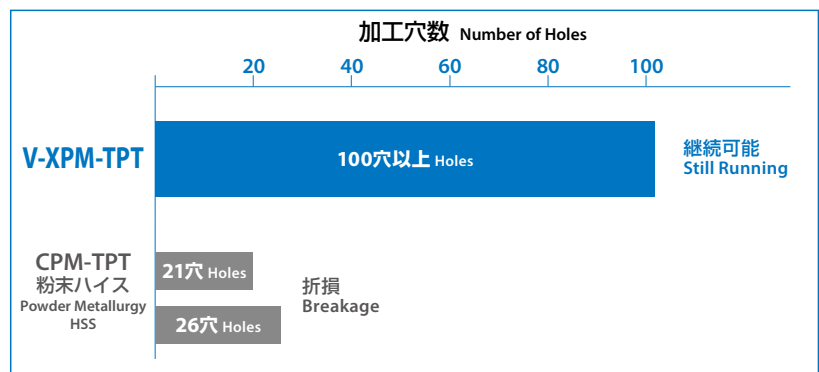 加工穴数 Number of Holes
20 40 60 80 100
V-XPM-TPT
100穴以上 Holes
継続可能
Still Running
CPM-TPT
粉末ハイス
Powder Metallurgy
HSS
21穴 Holes
26穴 Holes
折損
Breakage